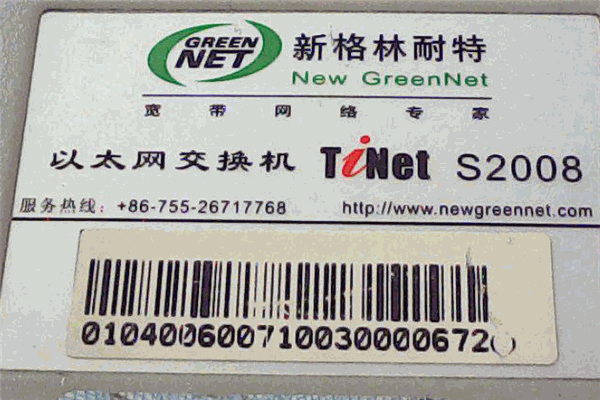 GREEN
NET
新格林耐特
New GreenNet
宽带网络专家
以太网交换机 TiNet S2008
服务热线: +86-755-26717768 http://www.newgreennet.com
010400600710030000672